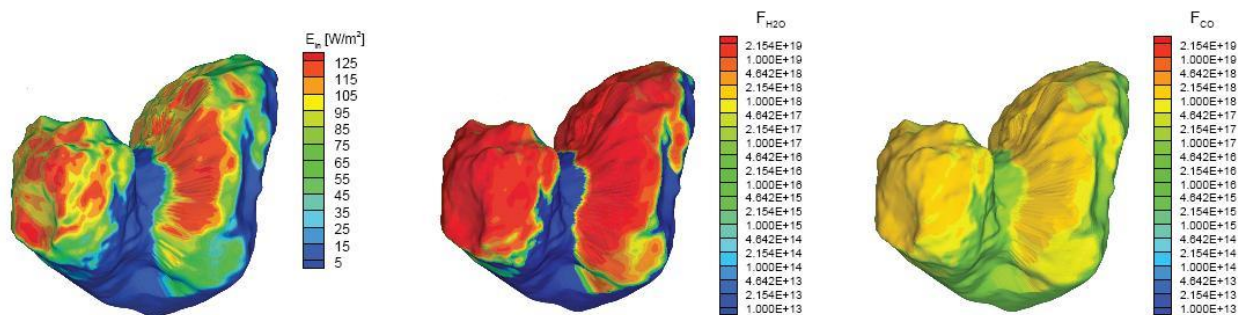 E_in [W/m²]
125
115
105
95
85
75
65
55
45
35
25
15
5
F_H2O
2.154E+19
1.000E+19
4.642E+18
2.154E+18
1.000E+18
4.642E+17
2.154E+17
1.000E+17
4.642E+16
2.154E+16
1.000E+16
4.642E+15
2.154E+15
1.000E+15
4.642E+14
2.154E+14
1.000E+14
4.642E+13
2.154E+13
1.000E+13
F_CO
2.154E+19
1.000E+19
4.642E+18
2.154E+18
1.000E+18
4.642E+17
2.154E+17
1.000E+17
4.642E+16
2.154E+16
1.000E+16
4.642E+15
2.154E+15
1.000E+15
4.642E+14
2.154E+14
1.000E+14
4.642E+13
2.154E+13
1.000E+13